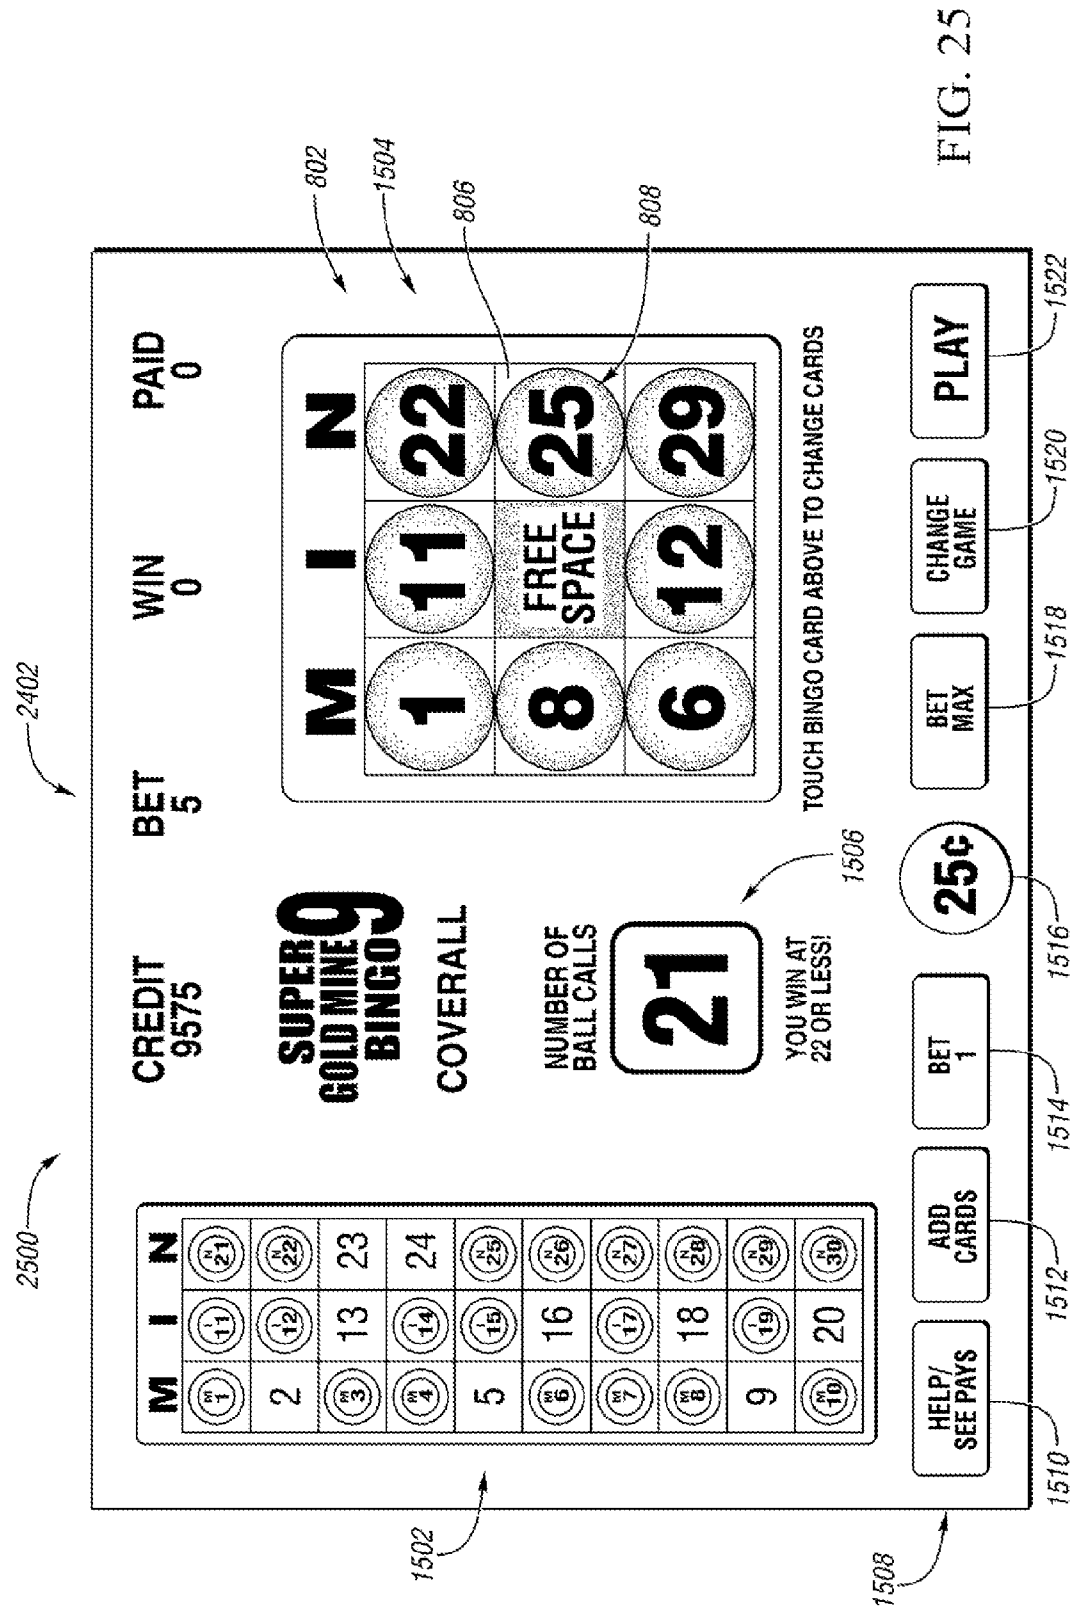 2500
2402
CREDIT
9575
BET
5
WIN
0
PAID
0
802
1504
806
808
M I N
1 11 21
2 12 22
3 13 23
4 14 24
5 15 25
6 16 26
7 17 27
8 18 28
9 19 29
10 20 30
1502
SUPER
GOLD MINE
BINGO 9
COVERALL
NUMBER OF
BALL CALLS
21
YOU WIN AT
22 OR LESS!
1506
M I N
1 11 22
8 FREE SPACE 25
6 12 29
TOUCH BINGO CARD ABOVE TO CHANGE CARDS
1508
HELP/
SEE PAYS
ADD
CARDS
BET
1
25¢
BET
MAX
CHANGE
GAME
PLAY
1510
1512
1514
1516
1518
1520
1522
FIG. 25